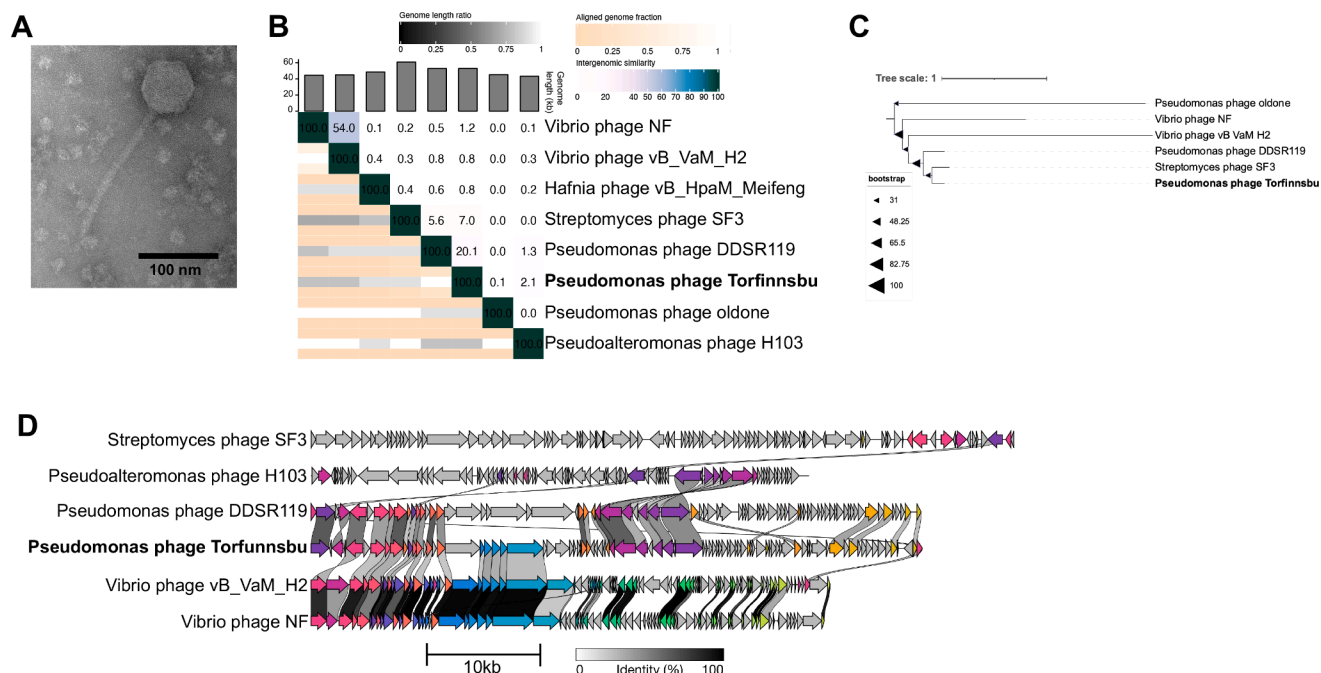 A
100 nm
B
Genome length ratio
0 0.25 0.5 0.75 1
Aligned genome fraction
0 0.25 0.5 0.75 1
Intergenomic similarity
0 20 30 40 50 60 70 80 90 100
60
40
20
0
Genome
length (kb)
100.0 54.0 0.1 0.2 0.5 1.2 0.0 0.1 Vibrio phage NF
100.0 0.4 0.3 0.8 0.8 0.0 0.3 Vibrio phage vB_VaM_H2
100.0 0.4 0.6 0.8 0.0 0.2 Hafnia phage vB_HpaM_Meifeng
100.0 5.6 7.0 0.0 0.0 Streptomyces phage SF3
100.0 20.1 0.0 1.3 Pseudomonas phage DDSR119
100.0 0.1 2.1 Pseudomonas phage Torfinnsbu
100.0 0.0 Pseudomonas phage oldone
100.0 Pseudoalteromonas phage H103
C
Tree scale: 1
Pseudomonas phage oldone
Vibrio phage NF
Vibrio phage vB VaM H2
Pseudomonas phage DDSR119
Streptomyces phage SF3
Pseudomonas phage Torfinnsbu
bootstrap
31
48.25
65.5
82.75
100
D
Streptomyces phage SF3
Pseudoalteromonas phage H103
Pseudomonas phage DDSR119
Pseudomonas phage Torfunnsbu
Vibrio phage vB_VaM_H2
Vibrio phage NF
10kb
0 Identity (%) 100